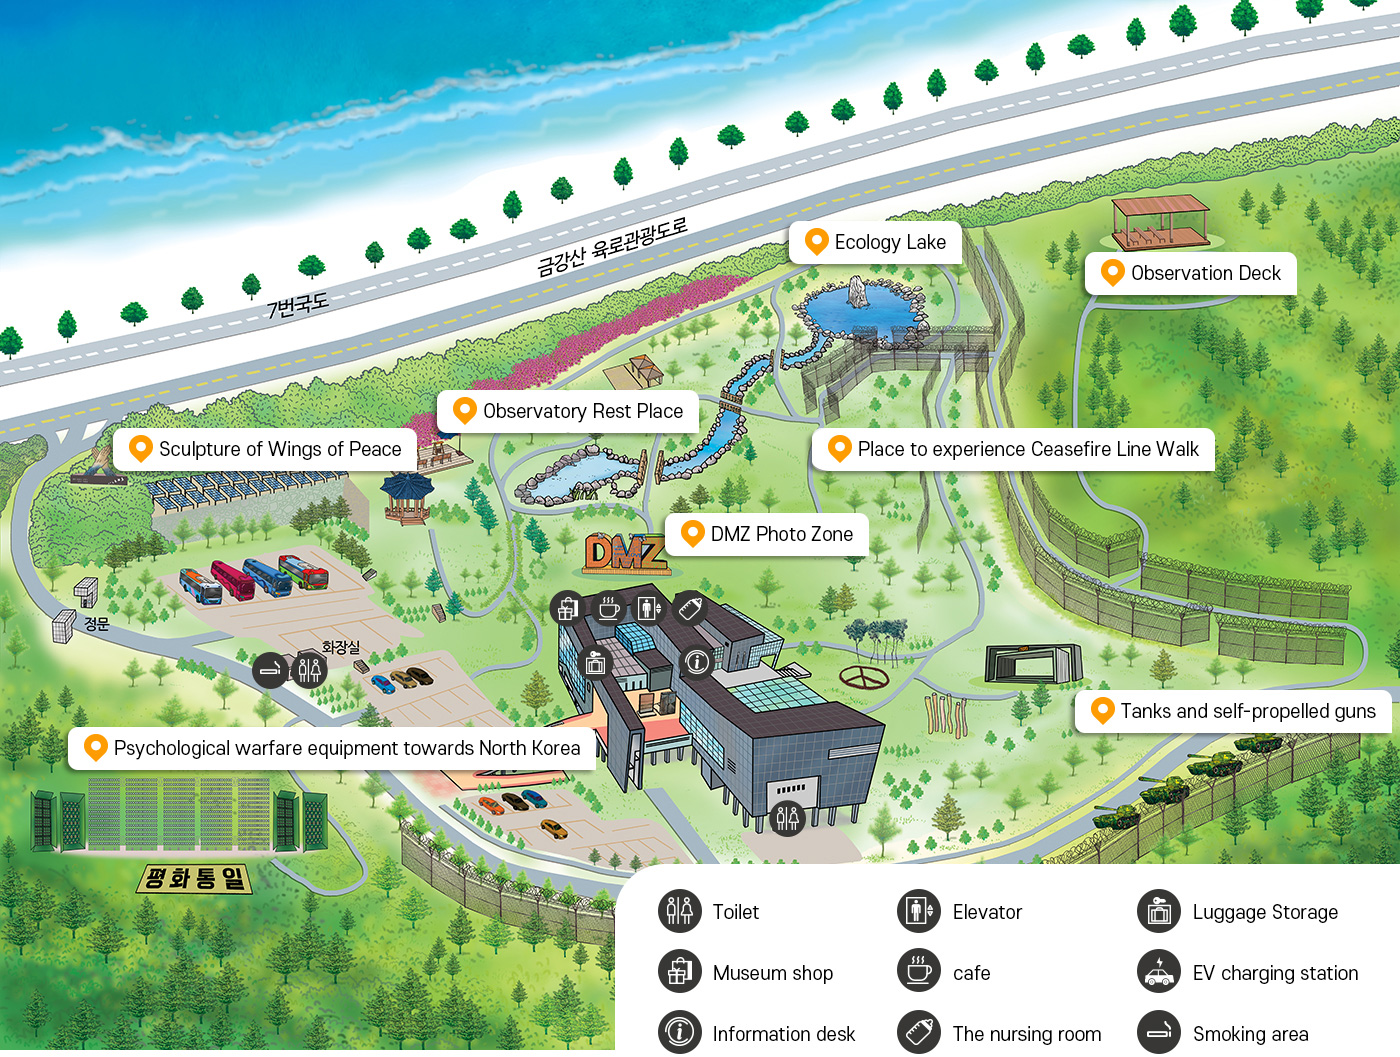 금강산 육로관광도로
7번국도
Ecology Lake
Observation Deck
Observatory Rest Place
Sculpture of Wings of Peace
Place to experience Ceasefire Line Walk
DMZ Photo Zone
DMZ
정문
화장실
Tanks and self-propelled guns
Psychological warfare equipment towards North Korea
평화통일
Toilet
Elevator
Luggage Storage
Museum shop
cafe
EV charging station
Information desk
The nursing room
Smoking area